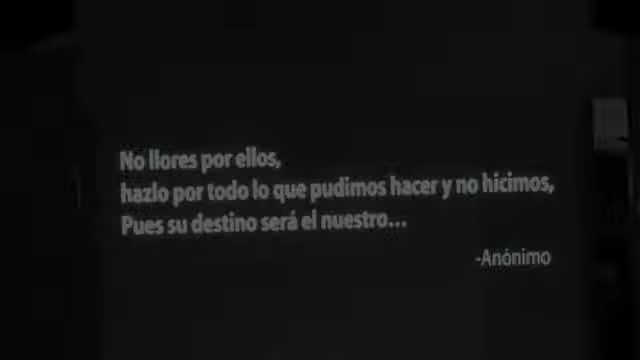 No llores por ellos,
hazlo por todo lo que pudimos hacer y no hicimos,
Pues su destino será el nuestro...
-Anónimo